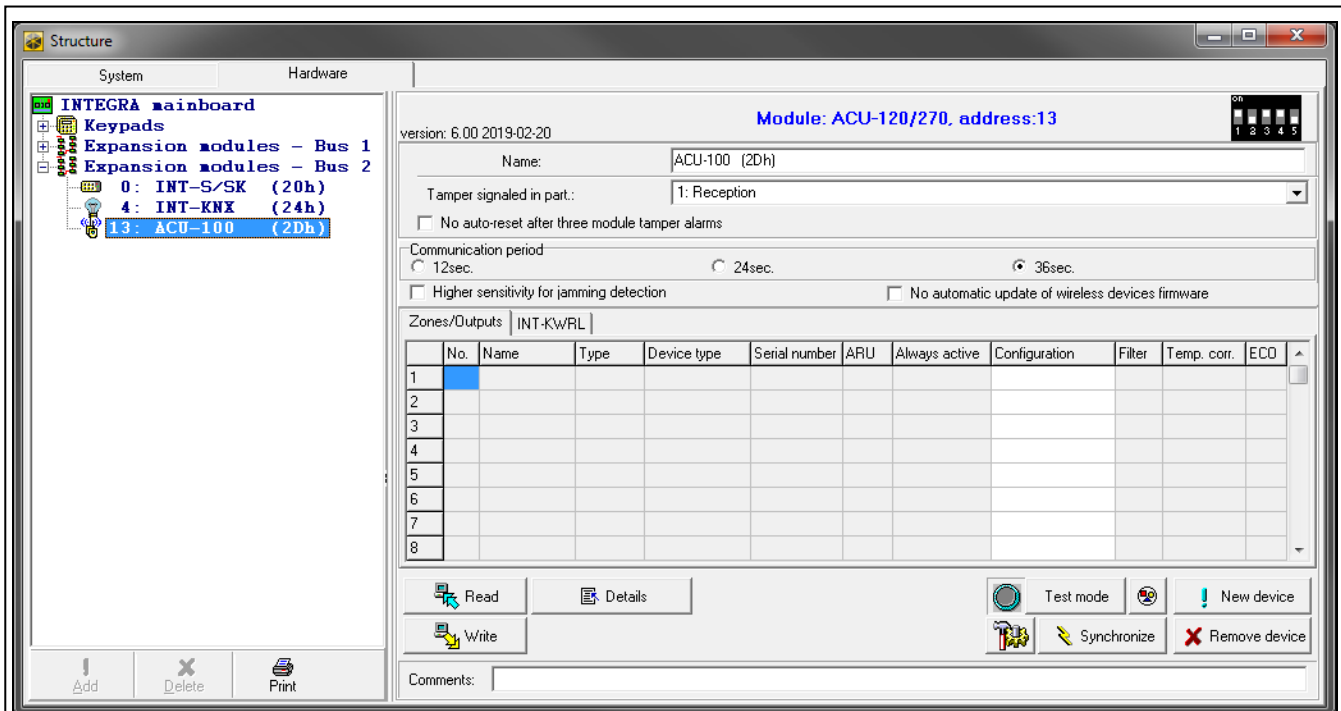 Structure
System Hardware
INTEGRA mainboard
Keypads
Expansion modules - Bus 1
Expansion modules - Bus 2
0: INT-S/SK (20h)
4: INT-KNX (24h)
13: ACU-100 (2Dh)
Add Delete Print
version: 6.00 2019-02-20
Module: ACU-120/270, address:13
on
1 2 3 4 5
Name: ACU-100 (2Dh)
Tamper signaled in part.: 1: Reception
No auto-reset after three module tamper alarms
Communication period
12sec. 24sec. 36sec.
Higher sensitivity for jamming detection No automatic update of wireless devices firmware
Zones/Outputs INT-KWRL
No. Name Type Device type Serial number ARU Always active Configuration Filter Temp. corr. ECO
1
2
3
4
5
6
7
8
Read Details Test mode New device
Write Synchronize Remove device
Comments: